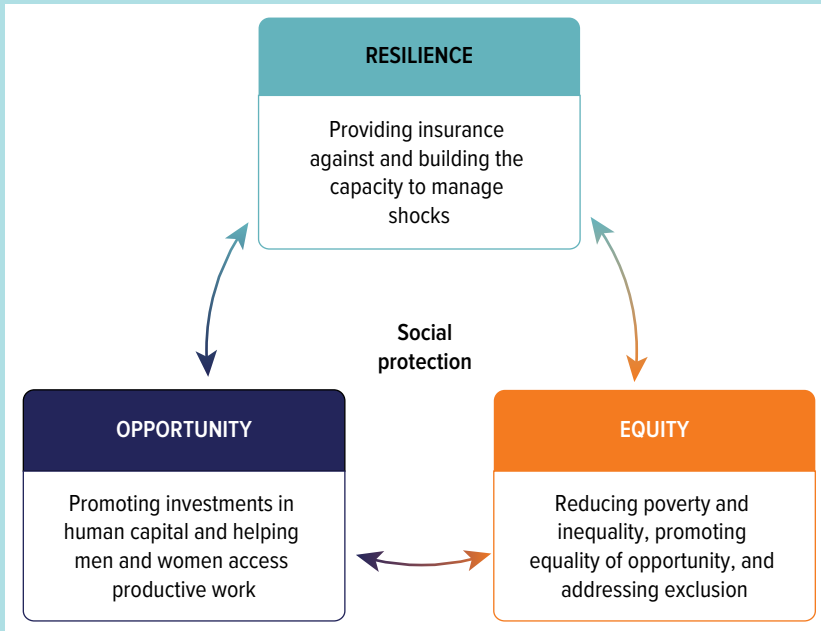 RESILIENCE
Providing insurance
against and building the
capacity to manage
shocks
Social
protection
OPPORTUNITY
Promoting investments in
human capital and helping
men and women access
productive work
EQUITY
Reducing poverty and
inequality, promoting
equality of opportunity, and
addressing exclusion